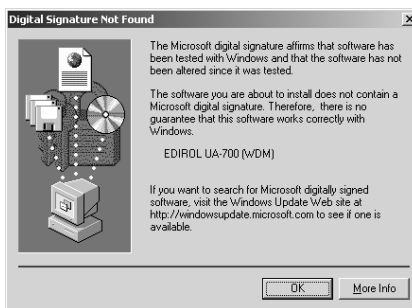 Digital Signature Not Found
The Microsoft digital signature affirms that software has
been tested with Windows and that the software has not
been altered since it was tested.
The software you are about to install does not contain a
Microsoft digital signature. Therefore, there is no
guarantee that this software works correctly with
Windows.
EDIROL UA-700 (WDM)
If you want to search for Microsoft digitally signed
software, visit the Windows Update Web site at
http://windowsupdate.microsoft.com to see if one is
available.
OK More Info